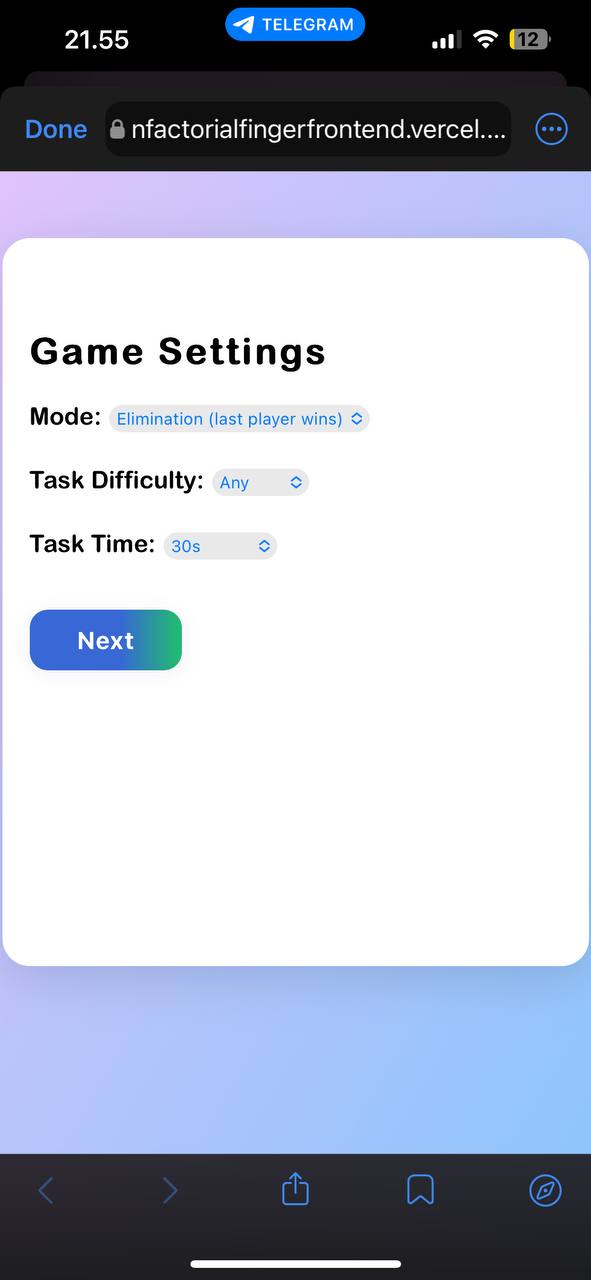 21.55
TELEGRAM
12
Done
nfactorialfingerfrontend.vercel....
Game Settings
Mode: Elimination (last player wins)
Task Difficulty: Any
Task Time: 30s
Next